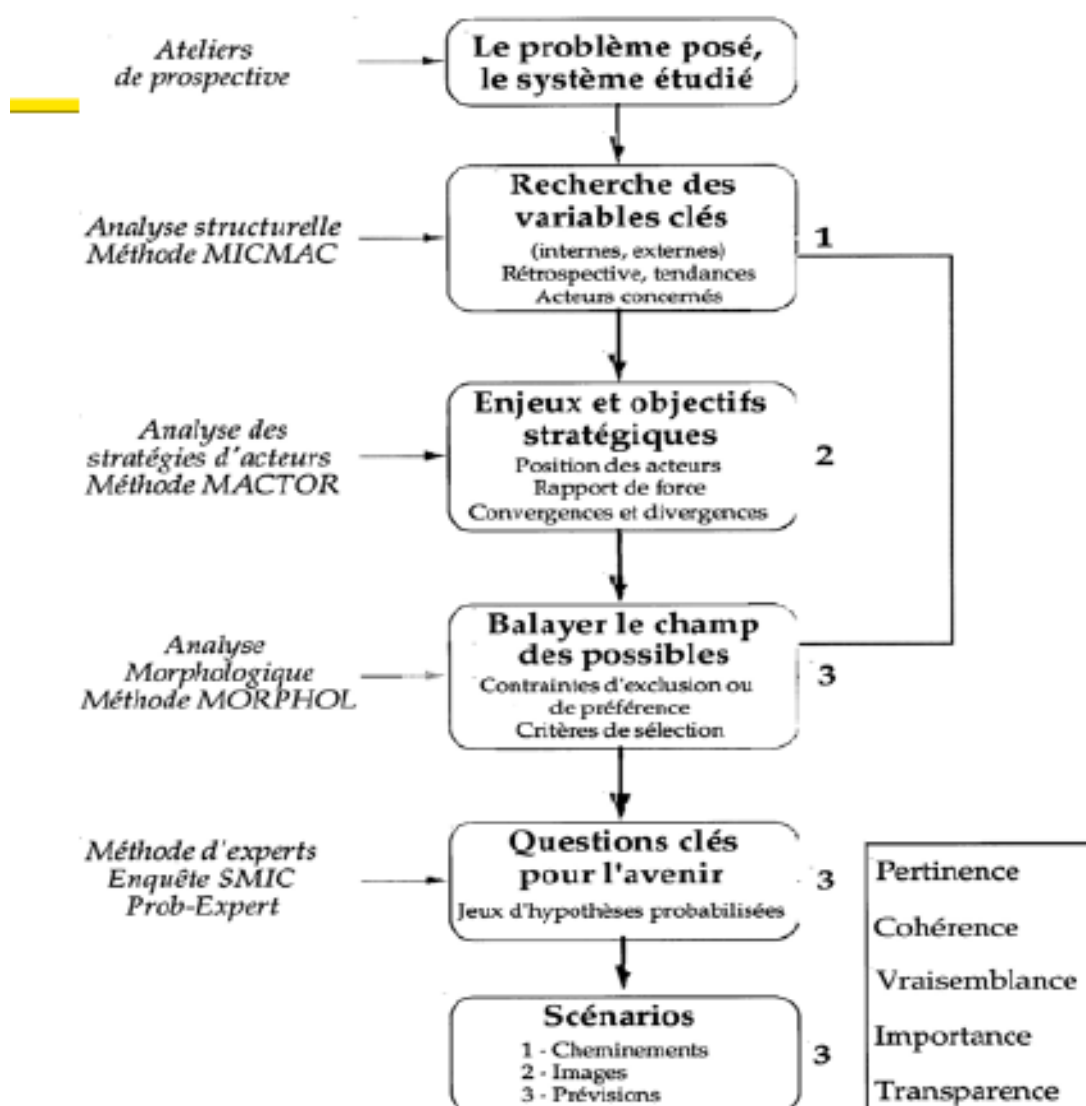 Ateliers
de prospective
Le problème posé,
le système étudié
Analyse structurelle
Méthode MICMAC
Recherche des
variables clés
(internes, externes)
Rétrospective, tendances
Acteurs concernés
1
Analyse des
stratégies d'acteurs
Méthode MACTOR
Enjeux et objectifs
stratégiques
Position des acteurs
Rapport de force
Convergences et divergences
2
Analyse
Morphologique
Méthode MORPHOL
Balayer le champ
des possibles
Contrainties d'exclusion ou
de préférence
Critères de sélection
3
Méthode d'experts
Enquête SMIC
Prob-Expert
Questions clés
pour l'avenir
Jeux d'hypothèses probabilisées
3
Scénarios
1 - Cheminements
2 - Images
3 - Prévisions
3
Pertinence
Cohérence
Vraisemblance
Importance
Transparence